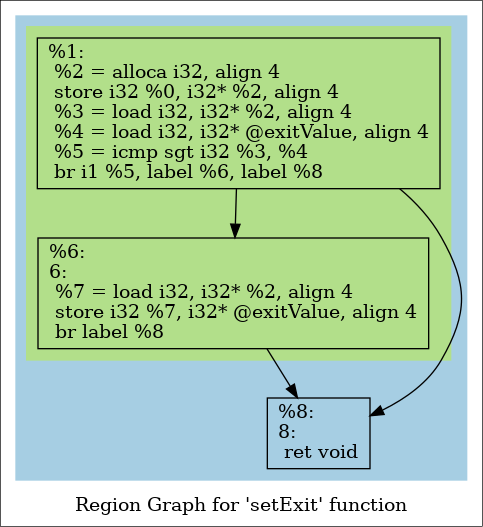 %1:
%2 = alloca i32, align 4
store i32 %0, i32* %2, align 4
%3 = load i32, i32* %2, align 4
%4 = load i32, i32* @exitValue, align 4
%5 = icmp sgt i32 %3, %4
br i1 %5, label %6, label %8
%6:
6:
%7 = load i32, i32* %2, align 4
store i32 %7, i32* @exitValue, align 4
br label %8
%8:
8:
ret void
Region Graph for 'setExit' function